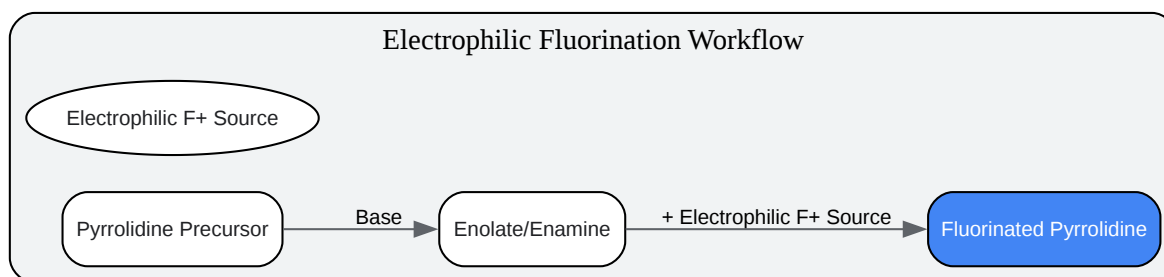 Electrophilic Fluorination Workflow
Electrophilic F+ Source
Pyrrolidine Precursor
Base
Enolate/Enamine
+ Electrophilic F+ Source
Fluorinated Pyrrolidine